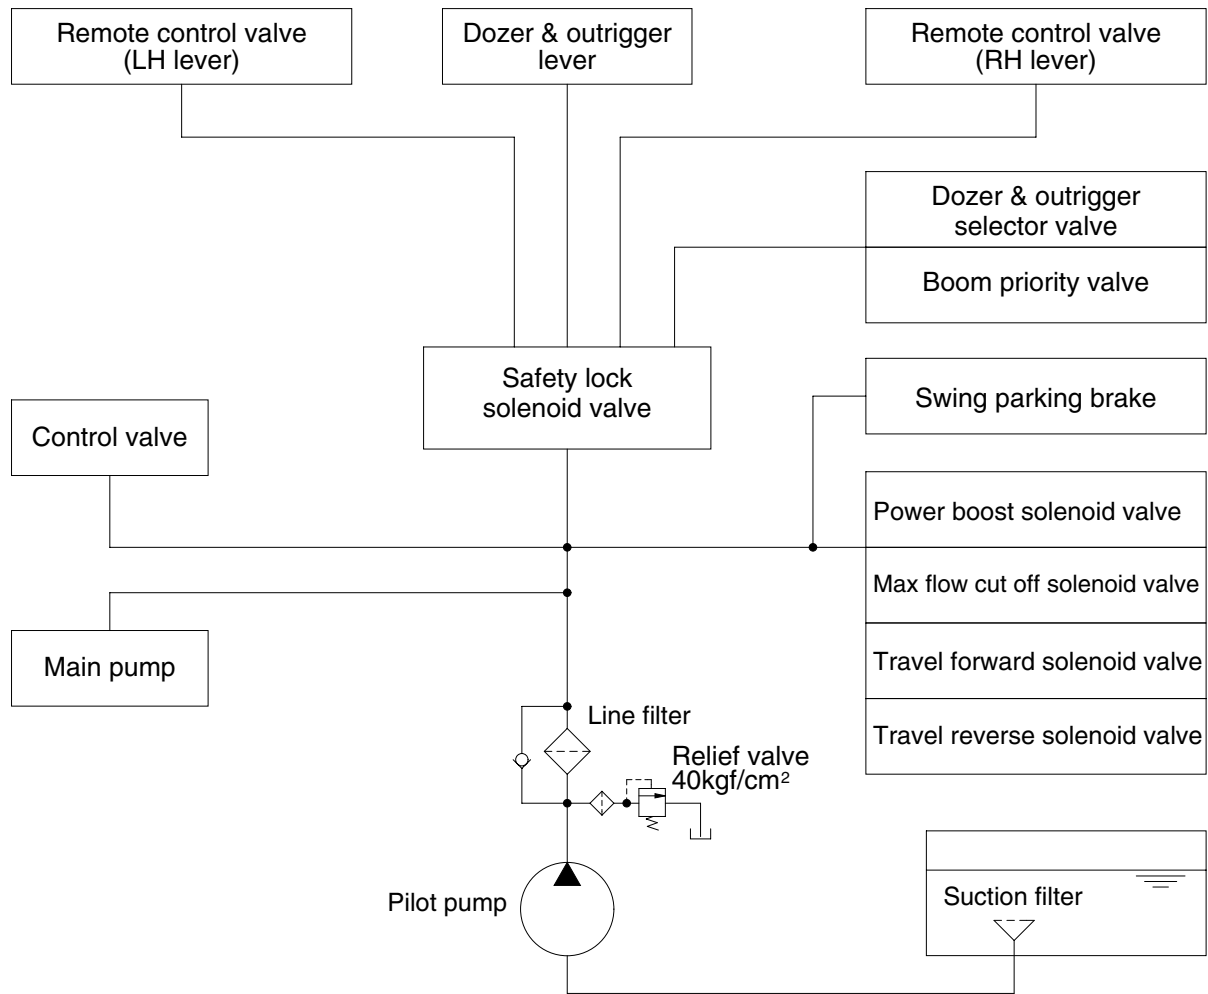 Remote control valve
(LH lever)
Dozer & outrigger
lever
Remote control valve
(RH lever)
Dozer & outrigger
selector valve
Boom priority valve
Safety lock
solenoid valve
Swing parking brake
Control valve
Power boost solenoid valve
Max flow cut off solenoid valve
Main pump
Travel forward solenoid valve
Travel reverse solenoid valve
Line filter
Relief valve
40kgf/cm²
Pilot pump
Suction filter